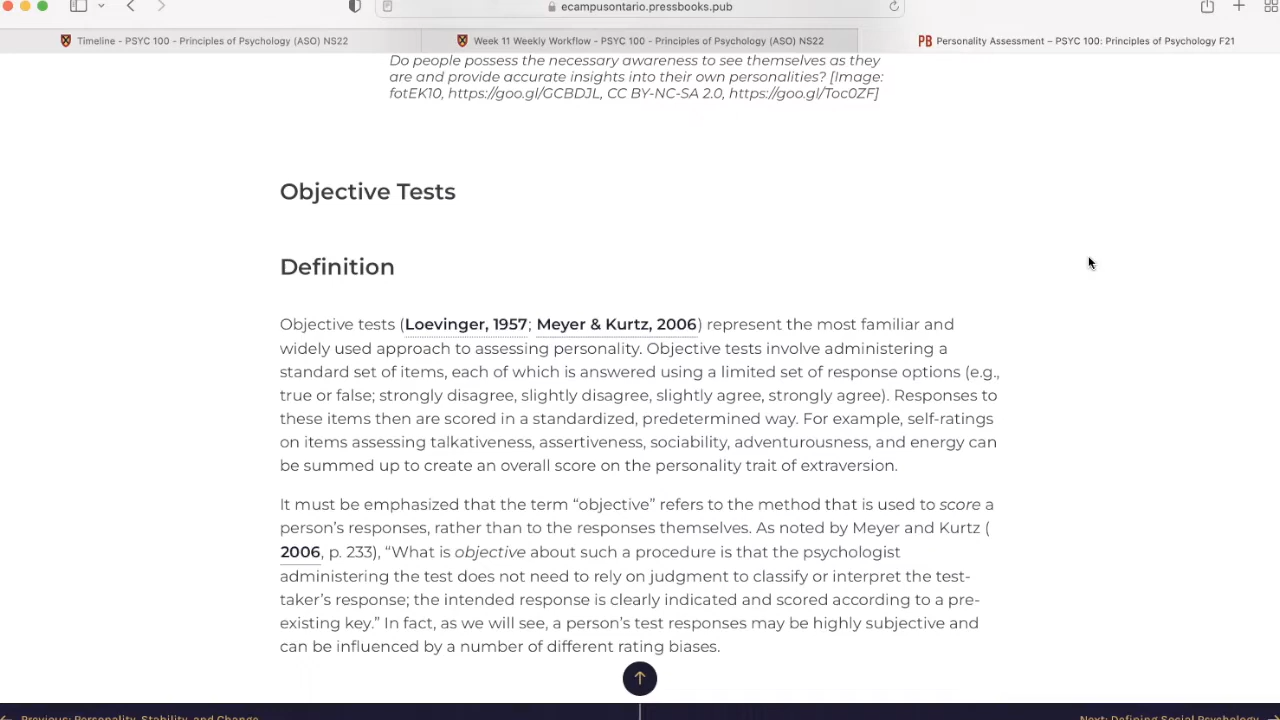 ecampusontario.pressbooks.pub
Timeline - PSYC 100 - Principles of Psychology (ASO) NS22
Week 11 Weekly Workflow - PSYC 100 - Principles of Psychology (ASO) NS22
PB Personality Assessment – PSYC 100: Principles of Psychology F21
Do people possess the necessary awareness to see themselves as they
are and provide accurate insights into their own personalities? [Image:
fotEK10, https://goo.gl/GCBDJL, CC BY-NC-SA 2.0, https://goo.gl/Toc0ZF]
Objective Tests
Definition
Objective tests (Loevinger, 1957; Meyer & Kurtz, 2006) represent the most familiar and
widely used approach to assessing personality. Objective tests involve administering a
standard set of items, each of which is answered using a limited set of response options (e.g.,
true or false; strongly disagree, slightly disagree, slightly agree, strongly agree). Responses to
these items then are scored in a standardized, predetermined way. For example, self-ratings
on items assessing talkativeness, assertiveness, sociability, adventurousness, and energy can
be summed up to create an overall score on the personality trait of extraversion.
It must be emphasized that the term “objective” refers to the method that is used to score a
person’s responses, rather than to the responses themselves. As noted by Meyer and Kurtz (
2006, p. 233), “What is objective about such a procedure is that the psychologist
administering the test does not need to rely on judgment to classify or interpret the test-
taker’s response; the intended response is clearly indicated and scored according to a pre-
existing key.” In fact, as we will see, a person’s test responses may be highly subjective and
can be influenced by a number of different rating biases.
Previous: Personality, Stability, and Change
Next: Defining Social Psychology